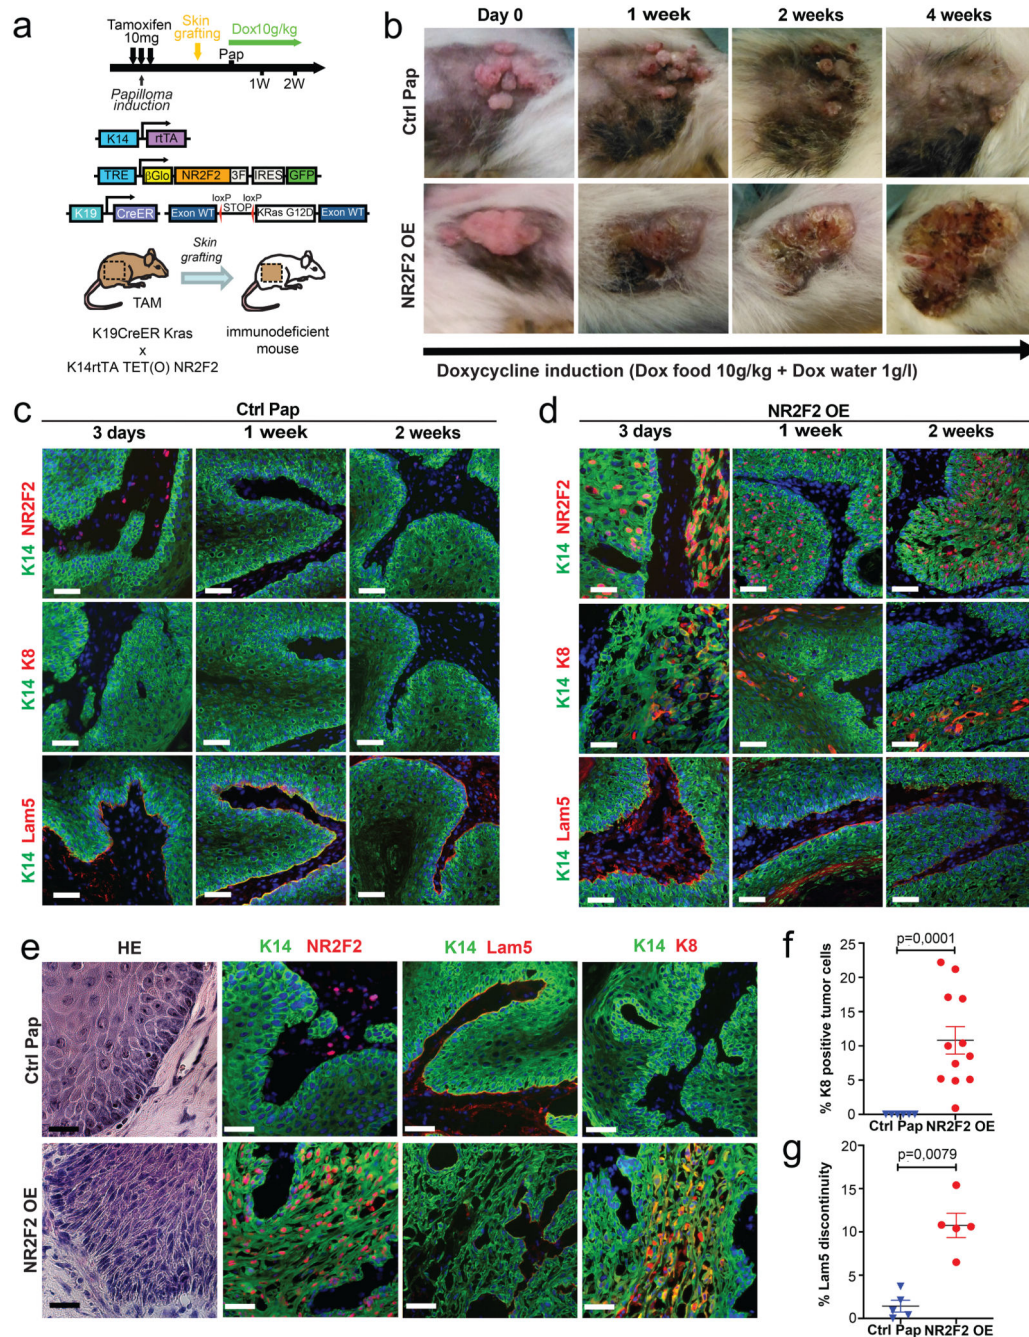 a
Tamoxifen
10mg
Skin
grafting
Dox10g/kg
Pap
1W 2W
Papilloma
induction
K14 rtTA
TRE βGlo NR2F2 3F IRES GFP
loxP loxP
STOP
K19 CreER Exon WT KRas G12D Exon WT
Skin
grafting
TAM
K19CreER Kras
x
K14rtTA TET(O) NR2F2
immunodeficient
mouse
b
Day 0 1 week 2 weeks 4 weeks
Ctrl Pap
NR2F2 OE
Doxycycline induction (Dox food 10g/kg + Dox water 1g/l)
c
Ctrl Pap
3 days 1 week 2 weeks
K14 NR2F2
K14 K8
K14 Lam5
d
NR2F2 OE
3 days 1 week 2 weeks
K14 NR2F2
K14 K8
K14 Lam5
e
HE K14 NR2F2 K14 Lam5 K14 K8
Ctrl Pap
NR2F2 OE
f
p=0,0001
% K8 positive tumor cells
25
20
15
10
5
0
Ctrl Pap NR2F2 OE
g
p=0,0079
% Lam5 discontinuity
20
15
10
5
0
Ctrl Pap NR2F2 OE